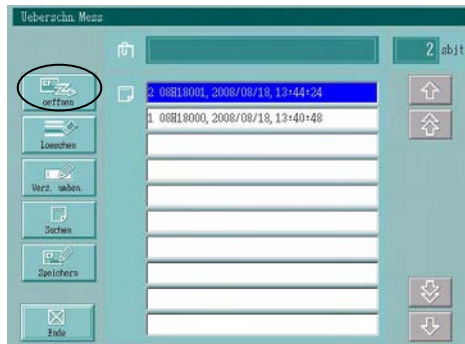 Ueberschn. Mess
2 sbjt
oeffnen
2 08H18001, 2008/08/18, 13:44:24
1 08H18000, 2008/08/18, 13:40:48
Loeschen
Verz. umben.
Suchen
Speichern
Ende